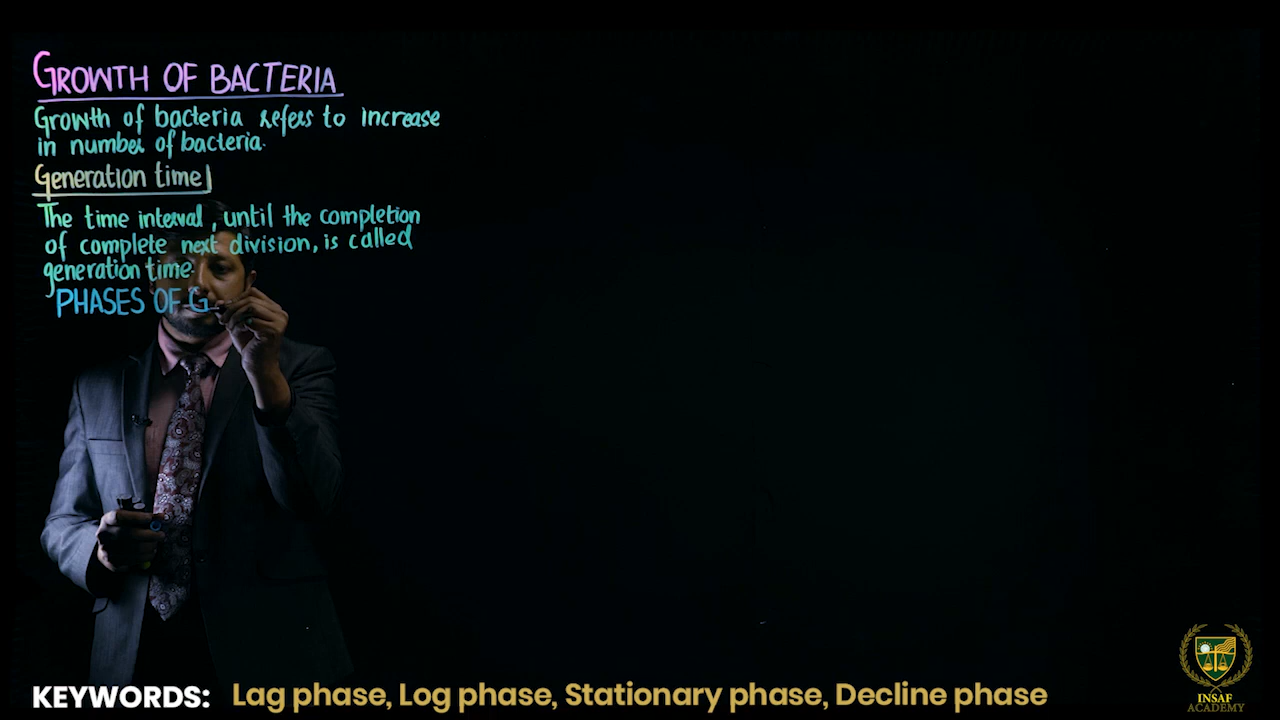 GROWTH OF BACTERIA
Growth of bacteria refers to increase
in number of bacteria.
Generation time
The time interval, until the completion
of complete next division, is called
generation time.
PHASES OF G
KEYWORDS: Lag phase, Log phase, Stationary phase, Decline phase
INSAF
ACADEMY